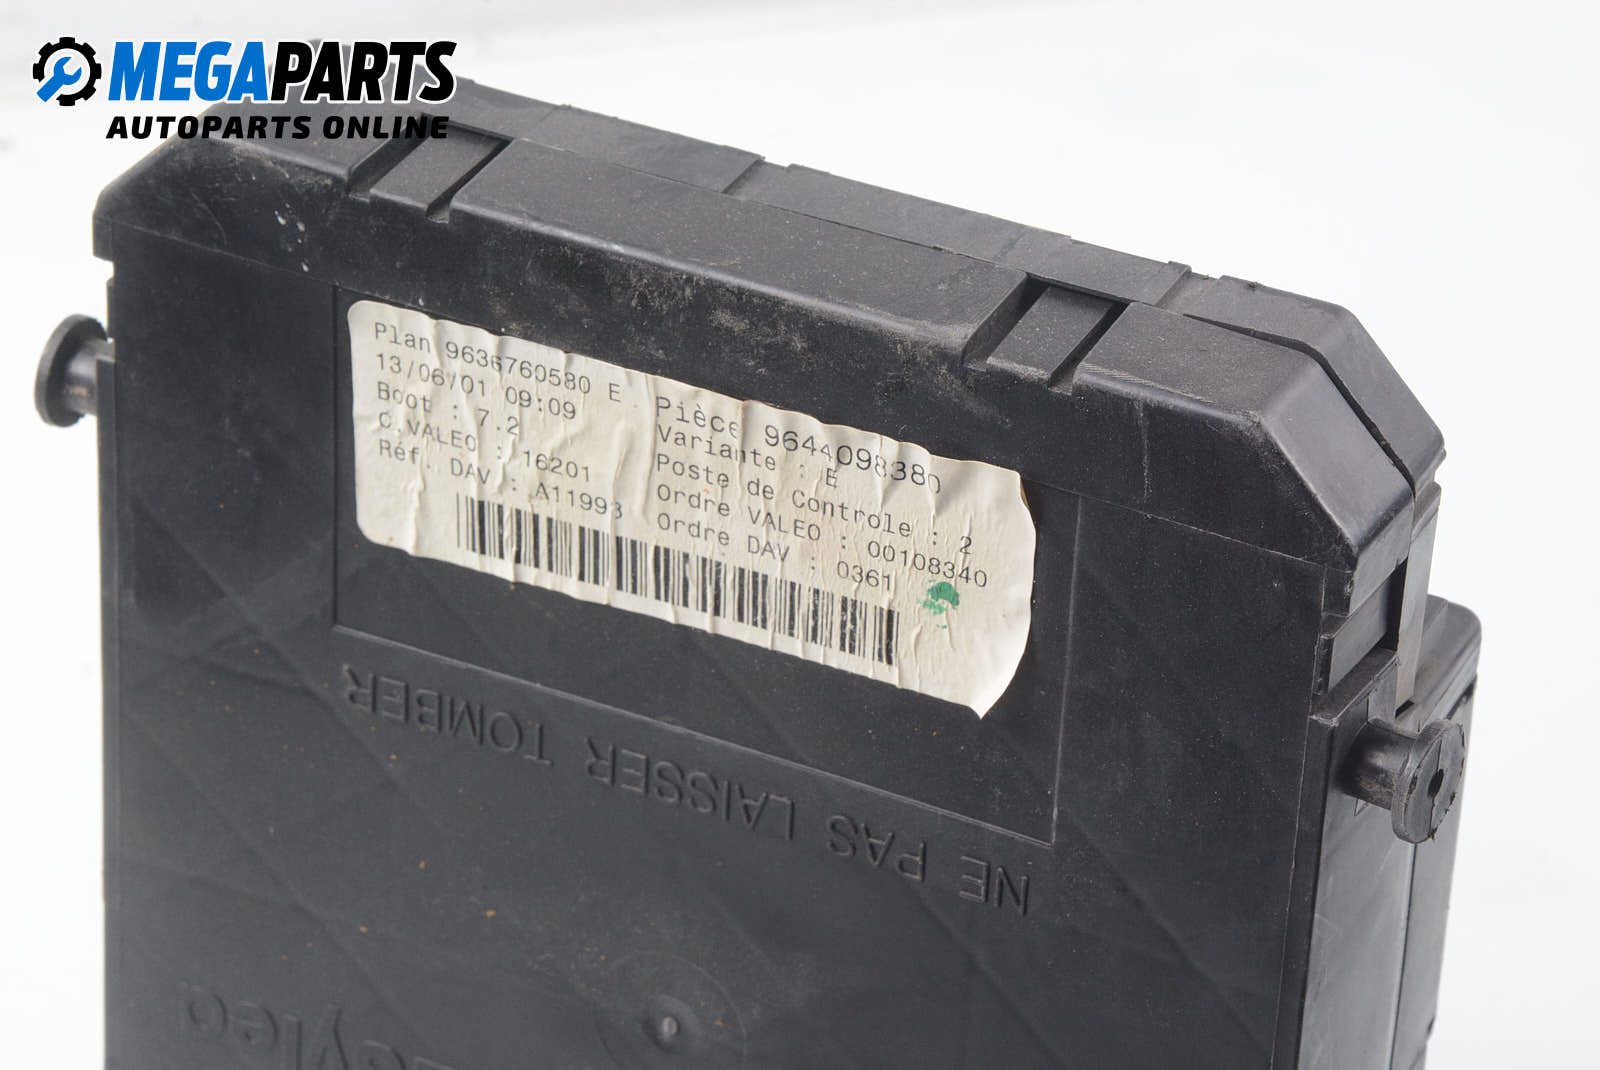 MEGAPARTS
AUTOPARTS ONLINE
Plan 9636760580 E
Pièce 9644098380
13/06/01 09:09
Variante : E
Boot : 7.2
Poste de Controle : 2
C.VALEO : 16201
Ordre VALEO : 00108340
Réf. DAV : A11993
Ordre DAV : 0361
NE PAS LAISSER TOMBER